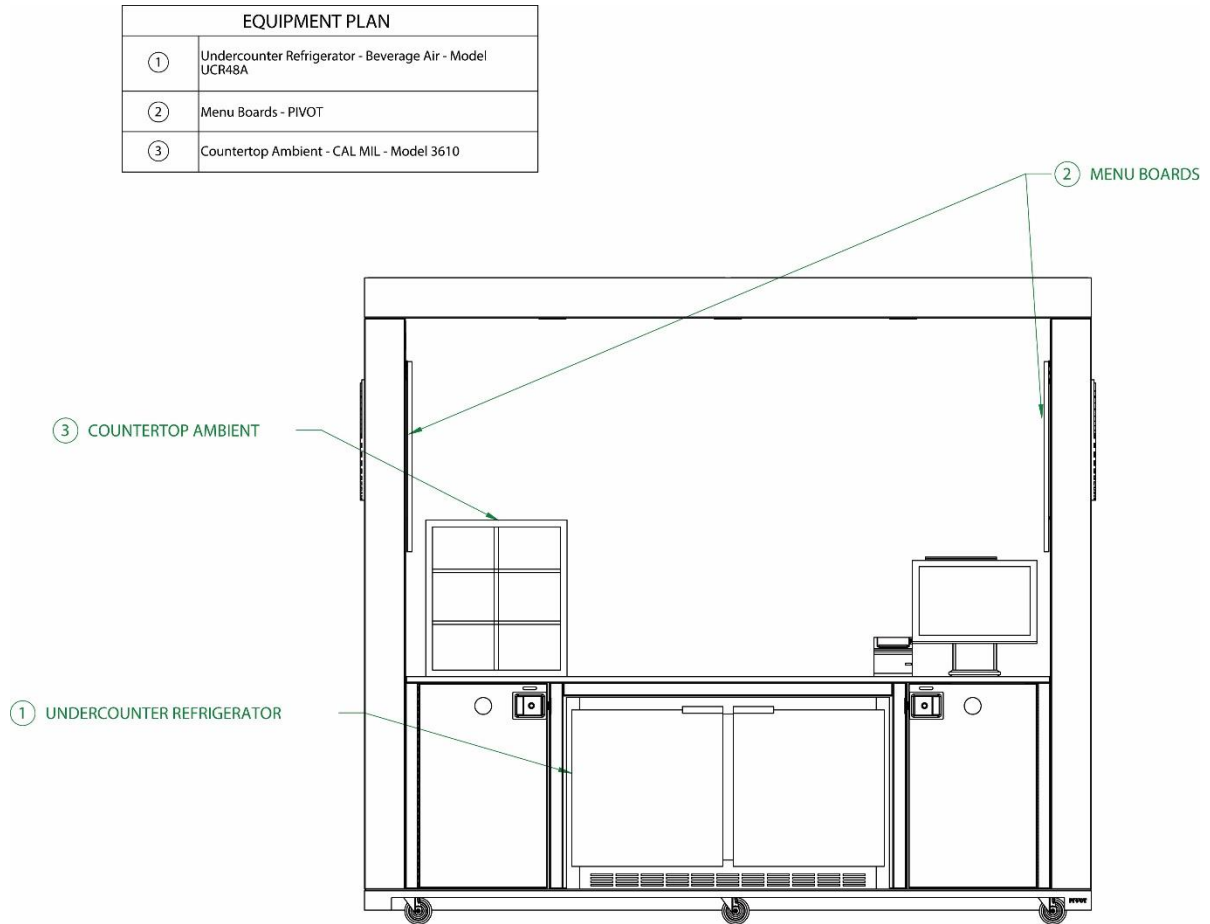 EQUIPMENT PLAN
1 Undercounter Refrigerator - Beverage Air - Model
UCR48A
2 Menu Boards - PIVOT
3 Countertop Ambient - CAL MIL - Model 3610
2 MENU BOARDS
3 COUNTERTOP AMBIENT
1 UNDERCOUNTER REFRIGERATOR
PIVOT